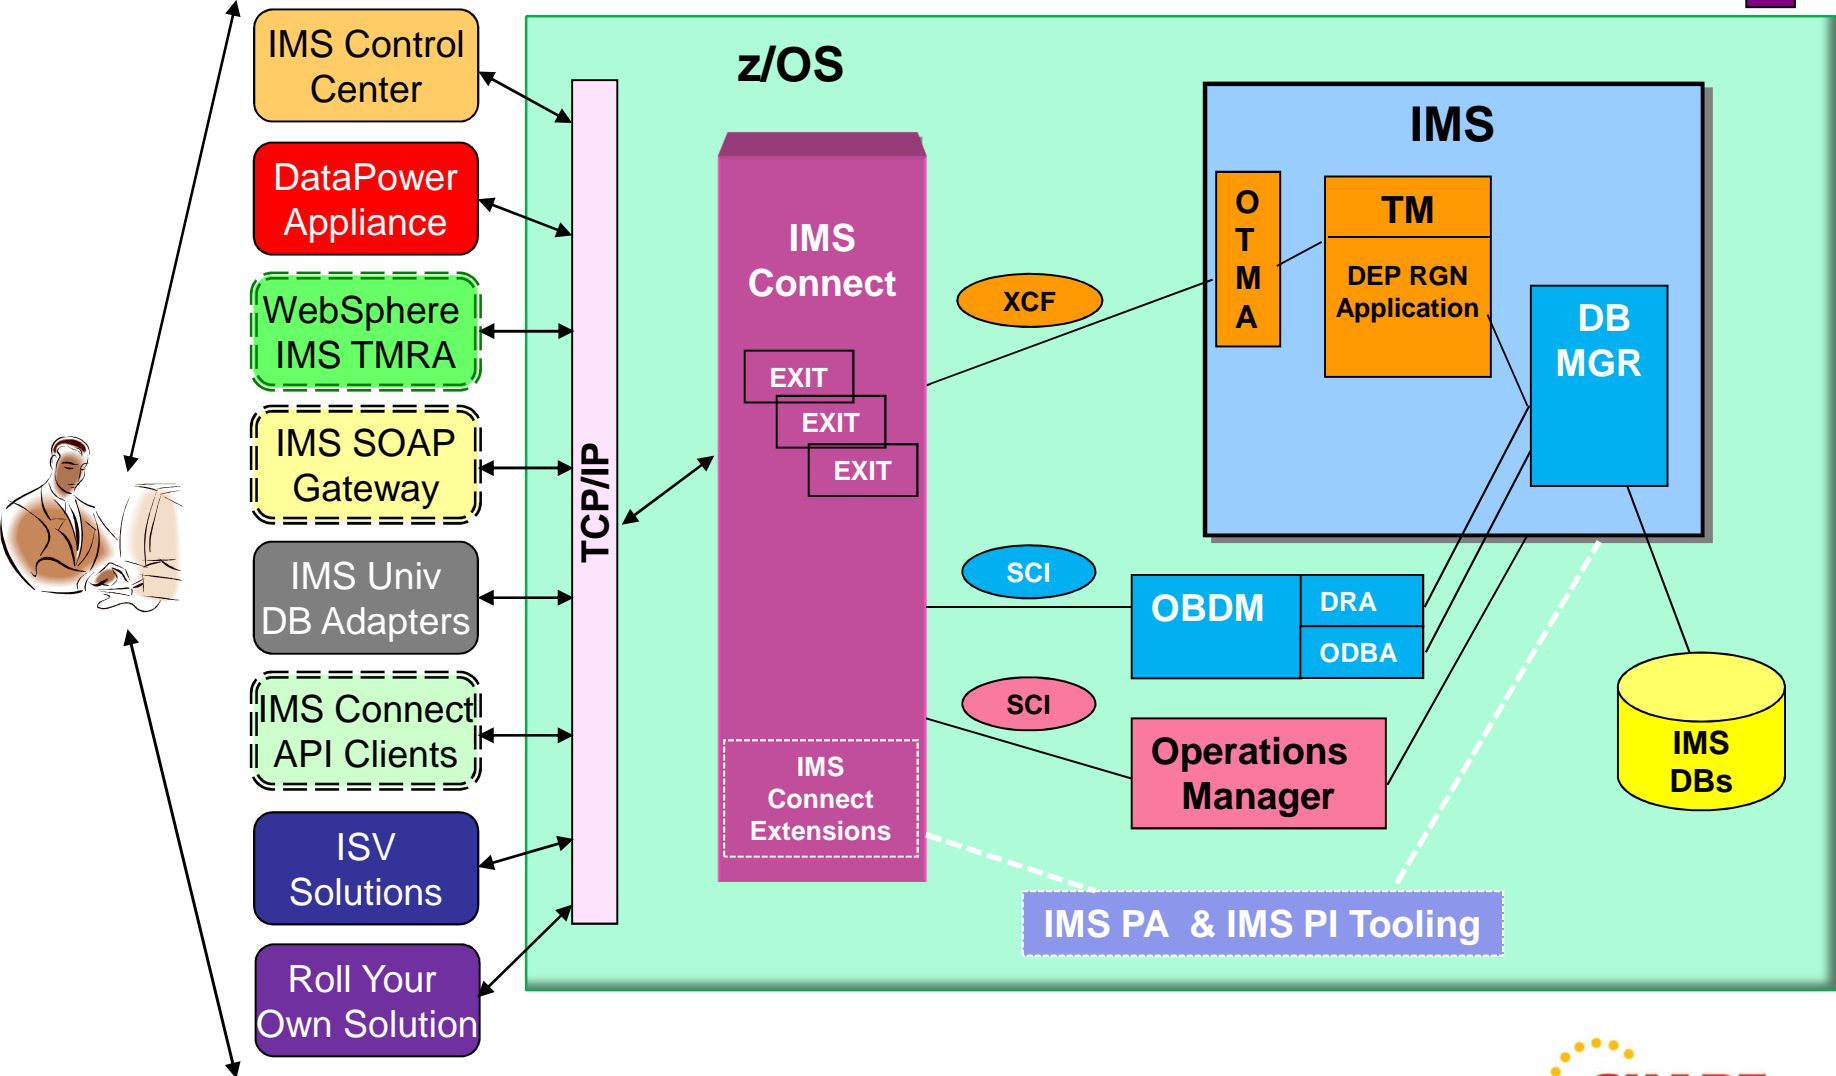 IMS Control
Center
DataPower
Appliance
WebSphere
IMS TMRA
IMS SOAP
Gateway
IMS Univ
DB Adapters
IMS Connect
API Clients
ISV
Solutions
Roll Your
Own Solution
TCP/IP
z/OS
IMS
Connect
EXIT
EXIT
EXIT
IMS
Connect
Extensions
XCF
SCI
SCI
IMS
O
T
M
A
TM
DEP RGN
Application
DB
MGR
OBDM
DRA
ODBA
Operations
Manager
IMS
DBs
IMS PA & IMS PI Tooling